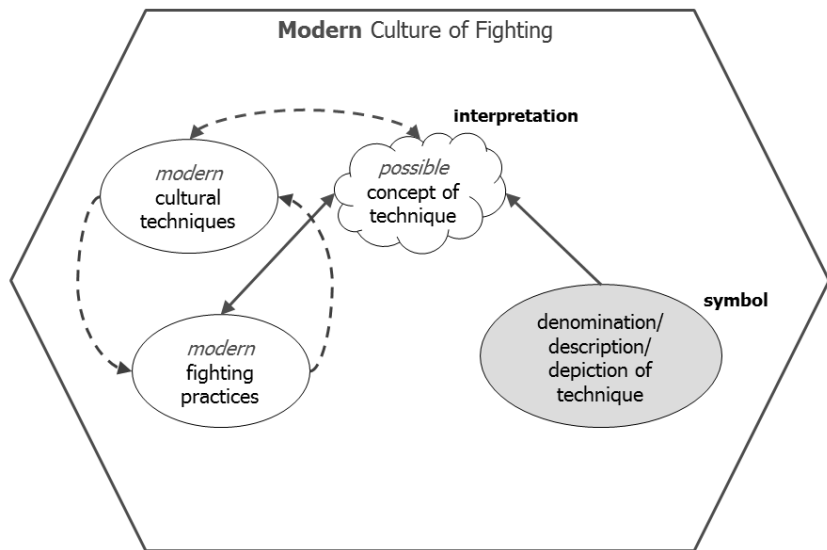 Modern Culture of Fighting
interpretation
modern
cultural
techniques
possible
concept of
technique
symbol
denomination/
description/
depiction of
technique
modern
fighting
practices